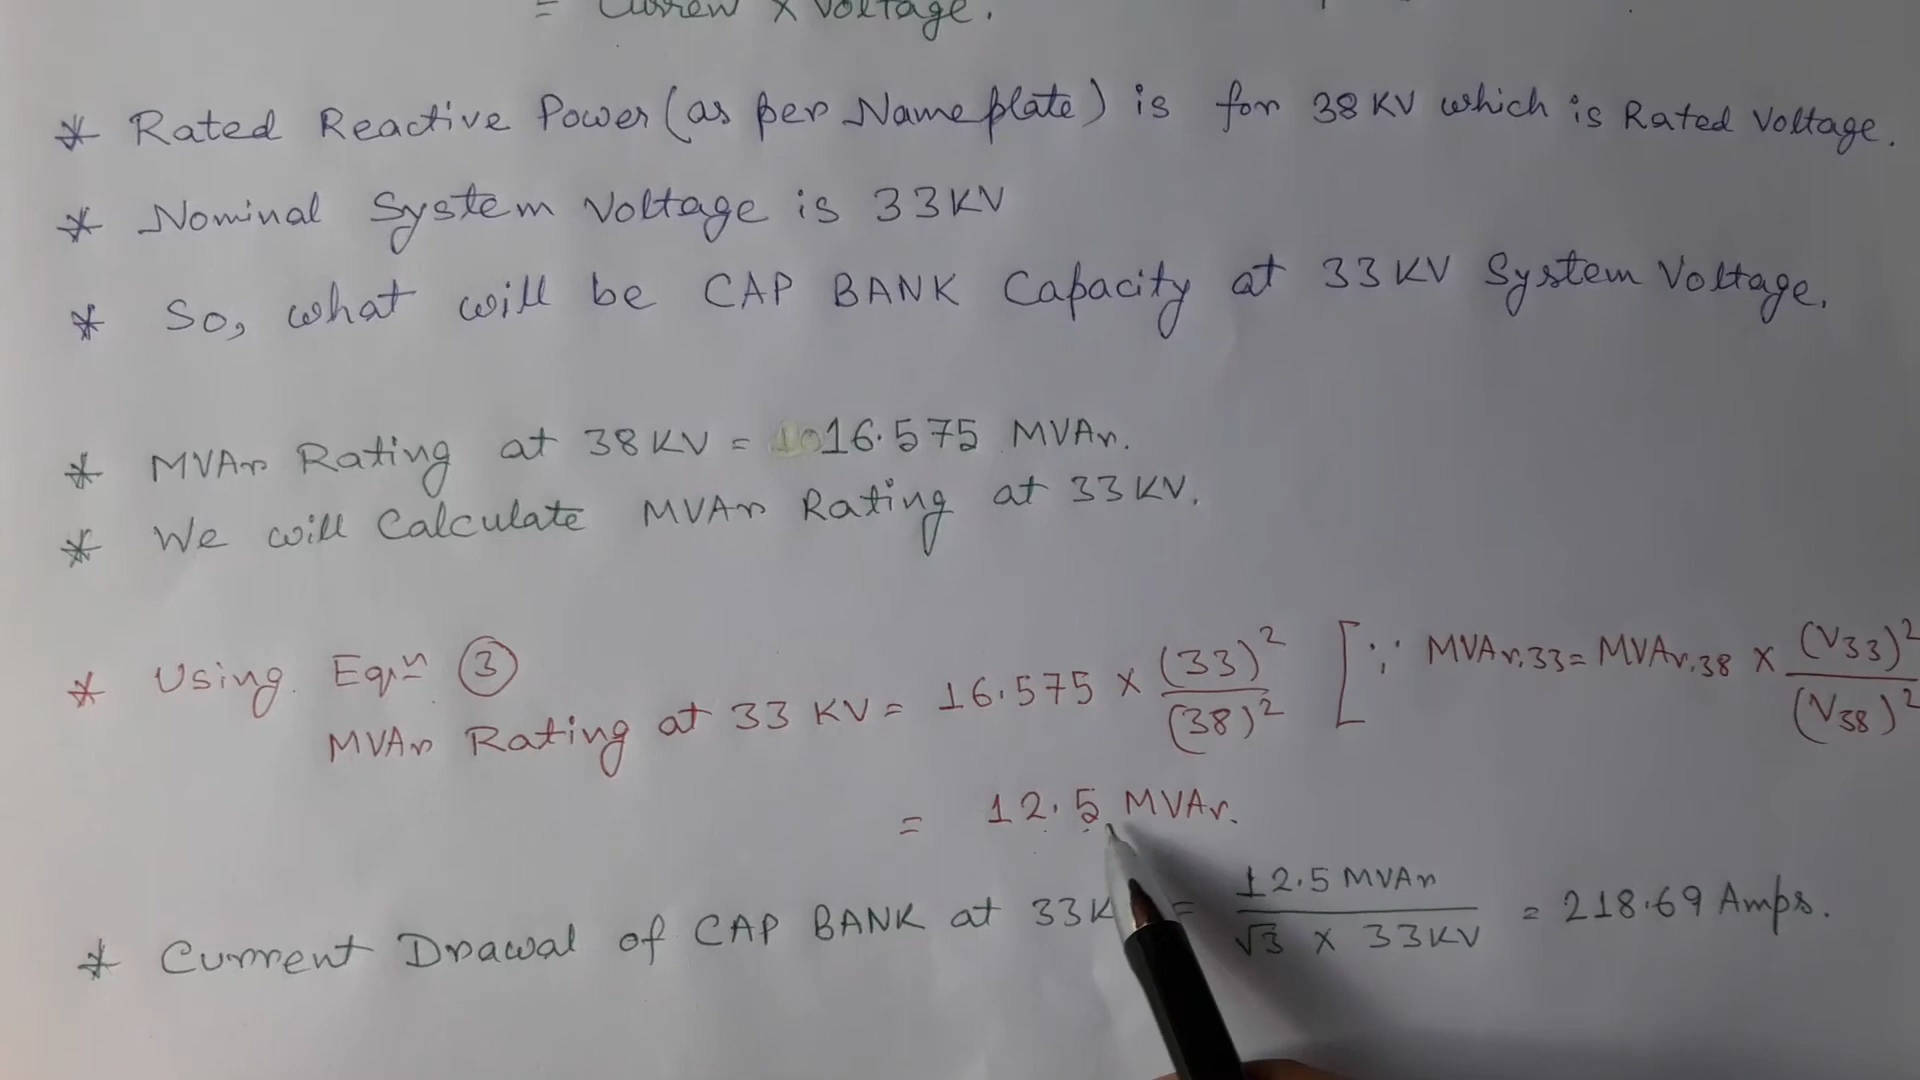 = Current x Voltage.
* Rated Reactive Power (as per Nameplate) is for 38 KV which is Rated Voltage.
* Nominal System Voltage is 33KV
* So, what will be CAP BANK Capacity at 33KV System Voltage.
* MVAr Rating at 38KV = 16.575 MVAr.
* We will Calculate MVAr Rating at 33KV.
* Using Eqn (3)
MVAr Rating at 33 KV = 16.575 × (33)² / (38)² [∵ MVAr,33 = MVAr,38 × (V33)² / (V38)²
= 12.5 MVAr.
* Current Drawal of CAP BANK at 33K = 12.5 MVAr / √3 × 33KV = 218.69 Amps.